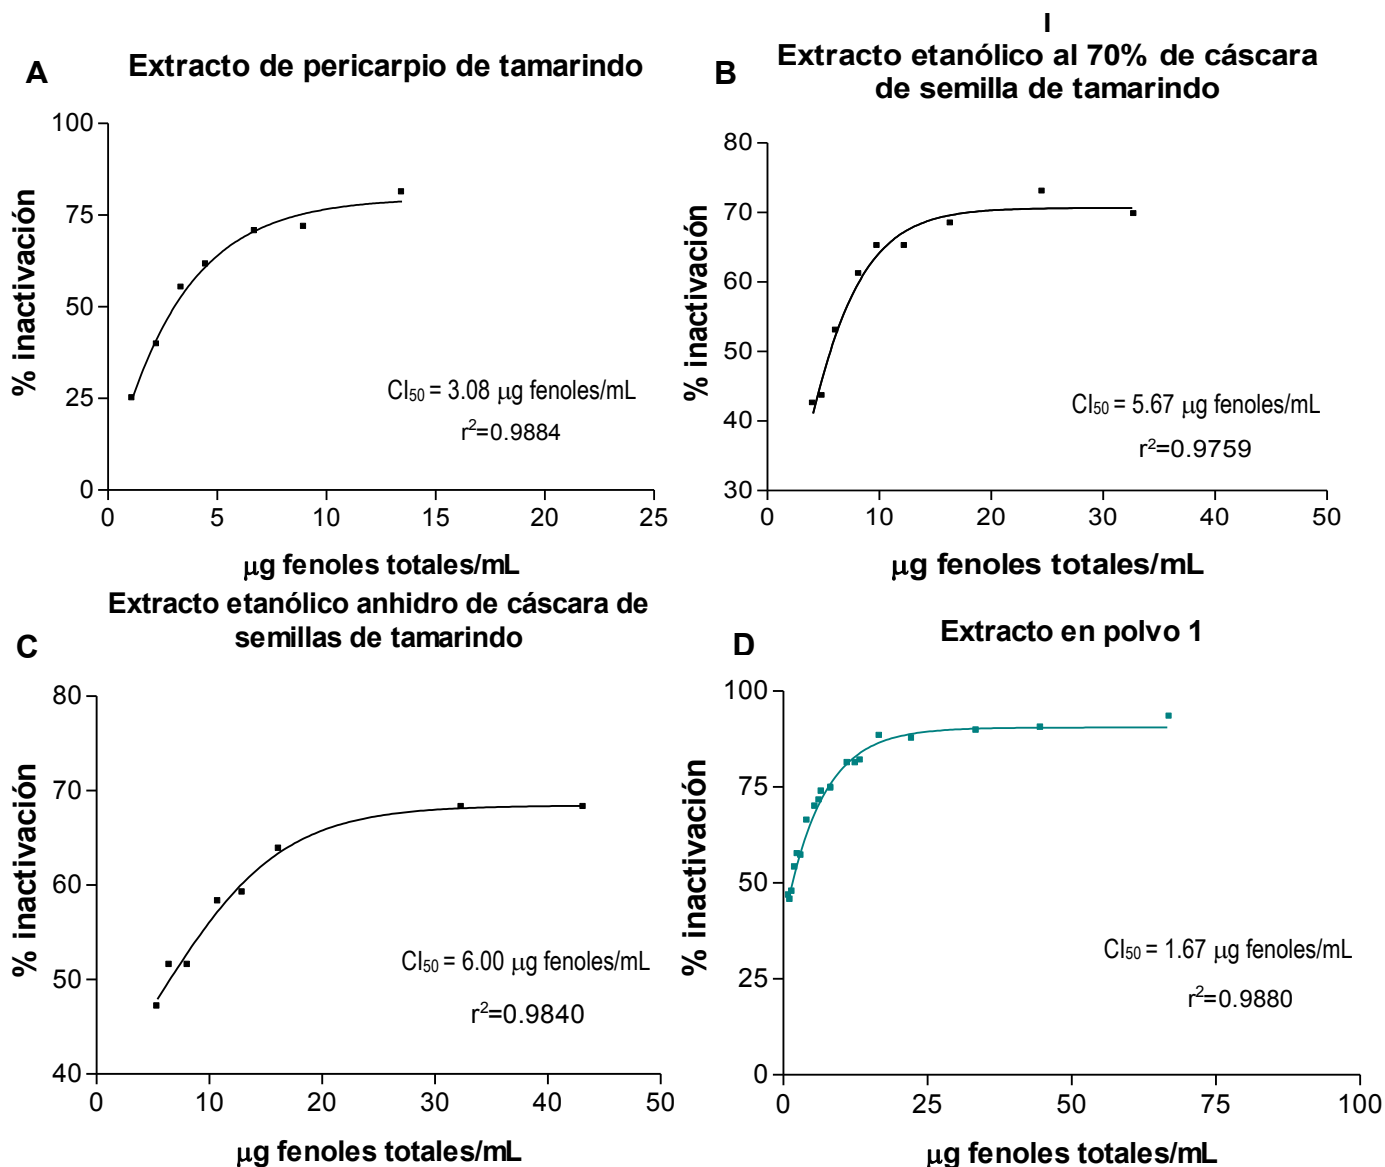 I
A
Extracto de pericarpio de tamarindo
% inactivación
100
75
50
25
0
CI50 = 3.08 μg fenoles/mL
r2=0.9884
0 5 10 15 20 25
μg fenoles totales/mL
B
Extracto etanólico al 70% de cáscara
de semilla de tamarindo
% inactivación
80
70
60
50
40
30
CI50 = 5.67 μg fenoles/mL
r2=0.9759
0 10 20 30 40 50
μg fenoles totales/mL
C
Extracto etanólico anhidro de cáscara de
semillas de tamarindo
% inactivación
80
70
60
50
40
CI50 = 6.00 μg fenoles/mL
r2=0.9840
0 10 20 30 40 50
μg fenoles totales/mL
D
Extracto en polvo 1
% inactivación
100
75
50
25
0
CI50 = 1.67 μg fenoles/mL
r2=0.9880
0 25 50 75 100
μg fenoles totales/mL